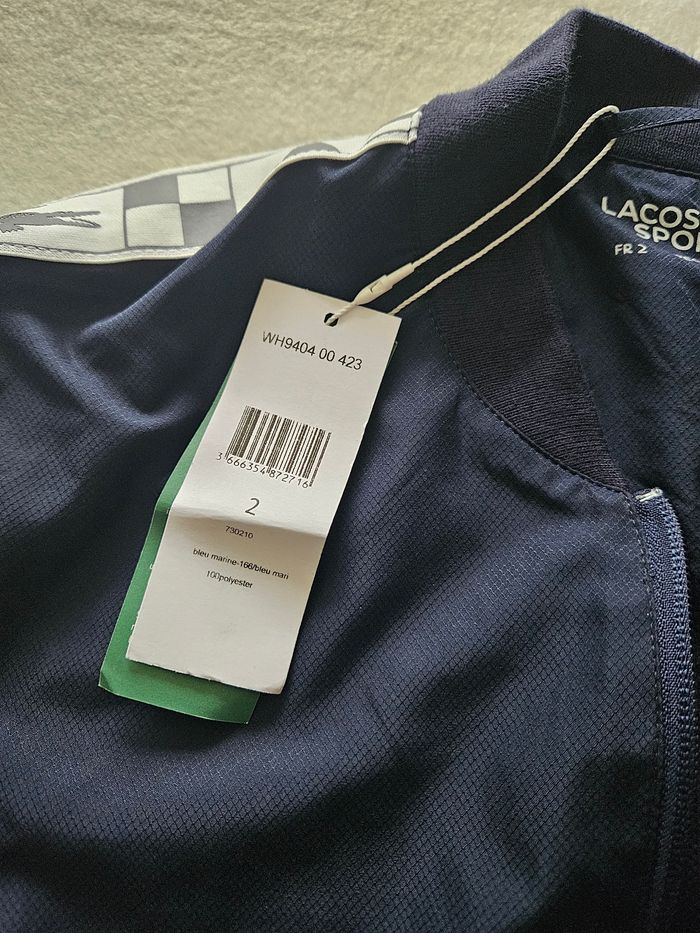 LACOS
SPO
FR 2
WH9404 00 423
3 666354 872716
2
730210
bleu marine-166/bleu mari
100polyester